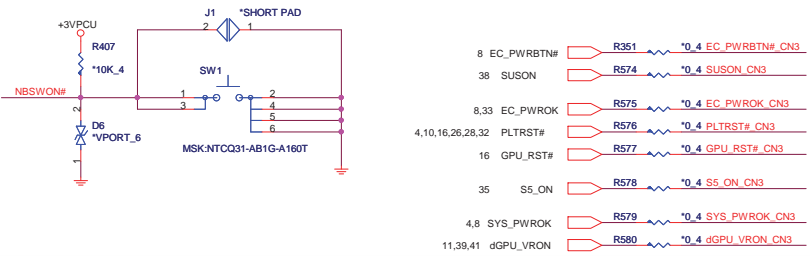 J1 *SHORT PAD
+3VPCU
2 1
R407
*10K_4
SW1
NBSWON#
1 2
3 4
5
6
2
D6
*VPORT_6
1
MSK:NTCQ31-AB1G-A160T
8 EC_PWRBTN# R351 *0_4 EC_PWRBTN#_CN3
38 SUSON R574 *0_4 SUSON_CN3
8,33 EC_PWROK R575 *0_4 EC_PWROK_CN3
4,10,16,26,28,32 PLTRST# R576 *0_4 PLTRST#_CN3
16 GPU_RST# R577 *0_4 GPU_RST#_CN3
35 S5_ON R578 *0_4 S5_ON_CN3
4,8 SYS_PWROK R579 *0_4 SYS_PWROK_CN3
11,39,41 dGPU_VRON R580 *0_4 dGPU_VRON_CN3